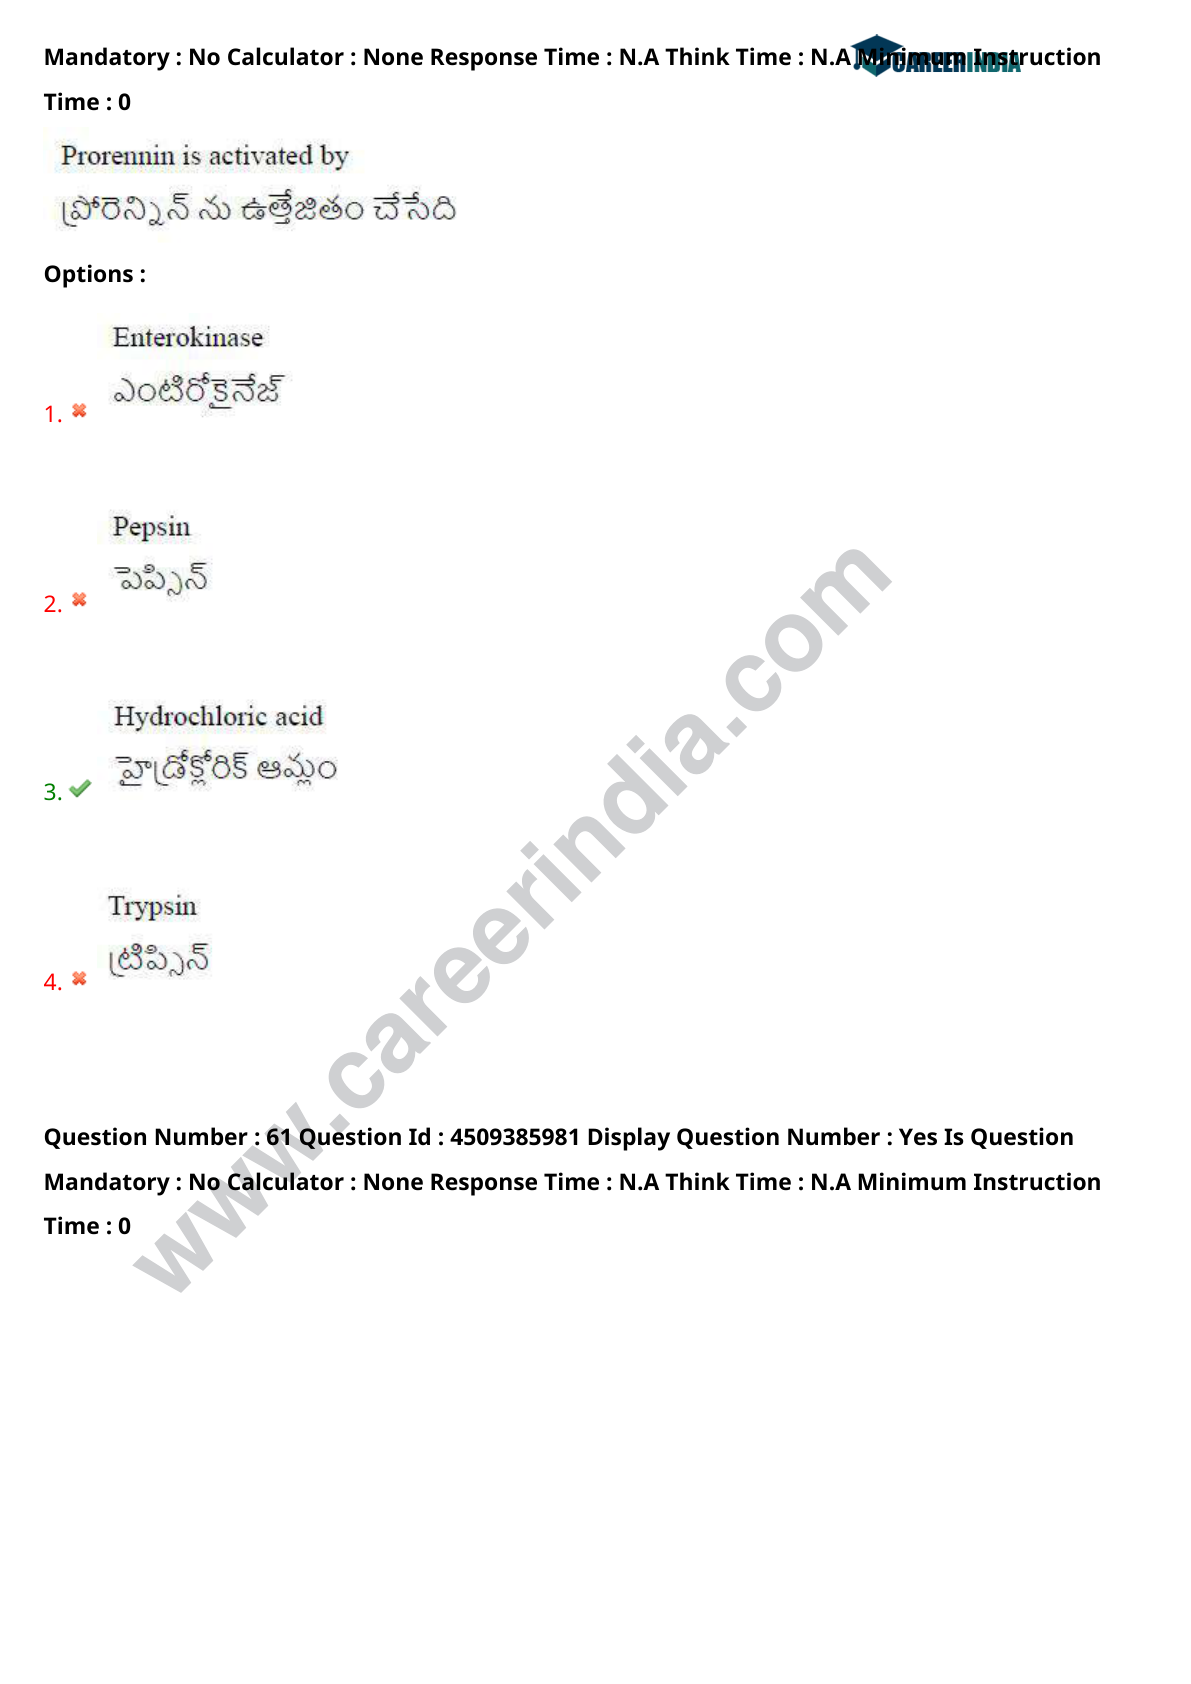 Mandatory : No Calculator : None Response Time : N.A Think Time : N.A Minimum Instruction
CAREERINDIA
Time : 0
Prorennin is activated by
ప్రోరెన్నిన్ ను ఉత్తేజితం చేసేది
Options :
Enterokinase
ఎంటిరోకైనేజ్
1.
Pepsin
పెప్సిన్
2.
Hydrochloric acid
హైడ్రోక్లోరిక్ ఆమ్లం
3.
Trypsin
ట్రిప్సిన్
4.
www.careerindia.com
Question Number : 61 Question Id : 4509385981 Display Question Number : Yes Is Question
Mandatory : No Calculator : None Response Time : N.A Think Time : N.A Minimum Instruction
Time : 0